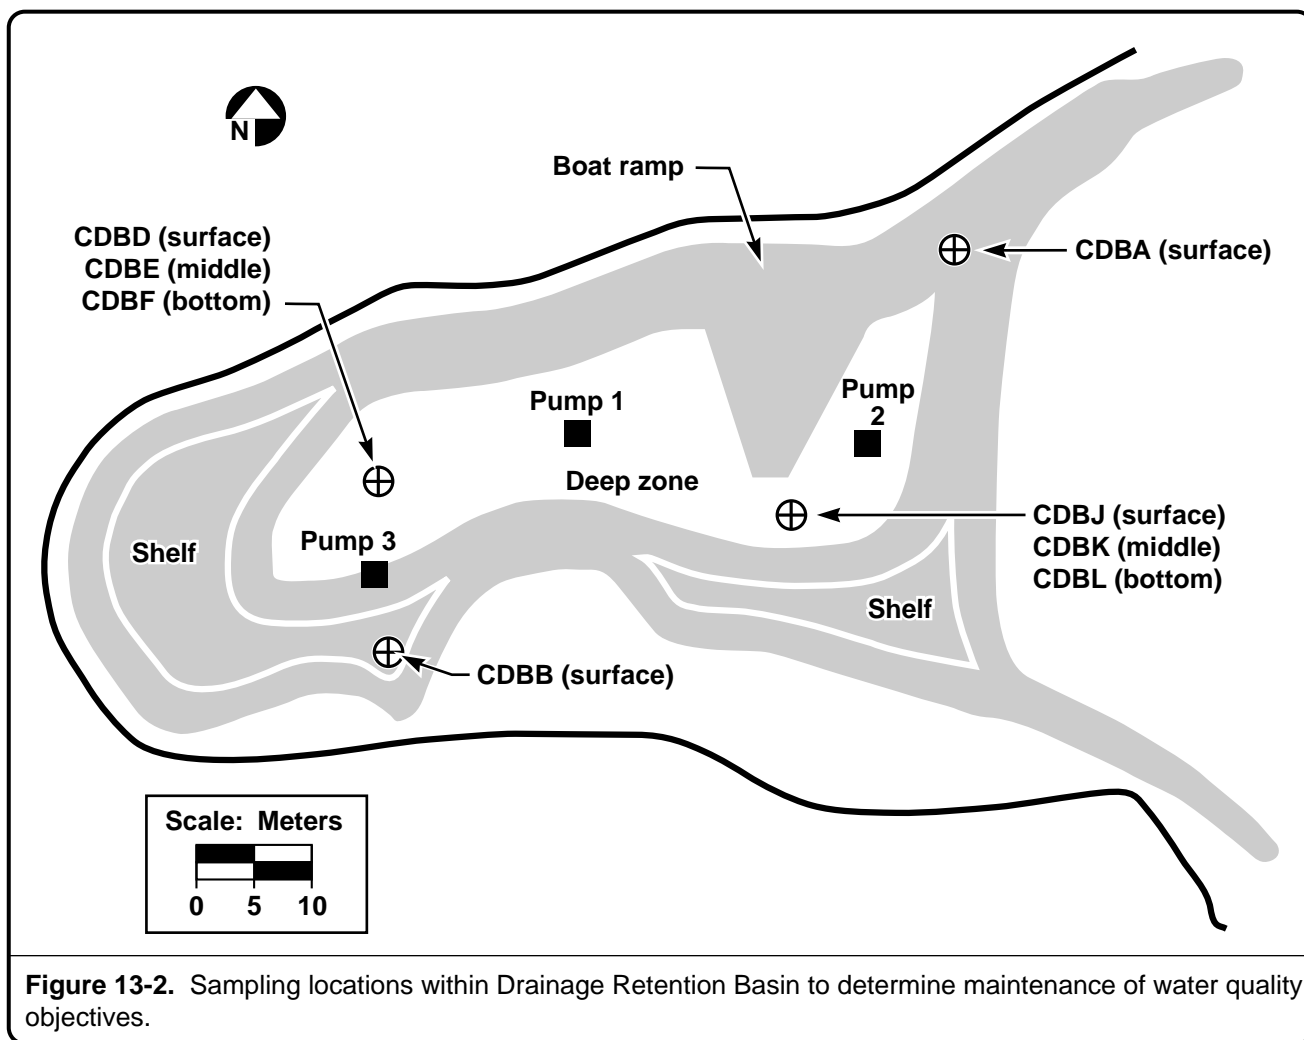 N
Boat ramp
CDBD (surface)
CDBE (middle)
CDBF (bottom)
CDBA (surface)
Pump 1
Pump
2
Deep zone
CDBJ (surface)
CDBK (middle)
CDBL (bottom)
Pump 3
Shelf
Shelf
CDBB (surface)
Scale: Meters
0 5 10
Figure 13-2. Sampling locations within Drainage Retention Basin to determine maintenance of water quality
objectives.